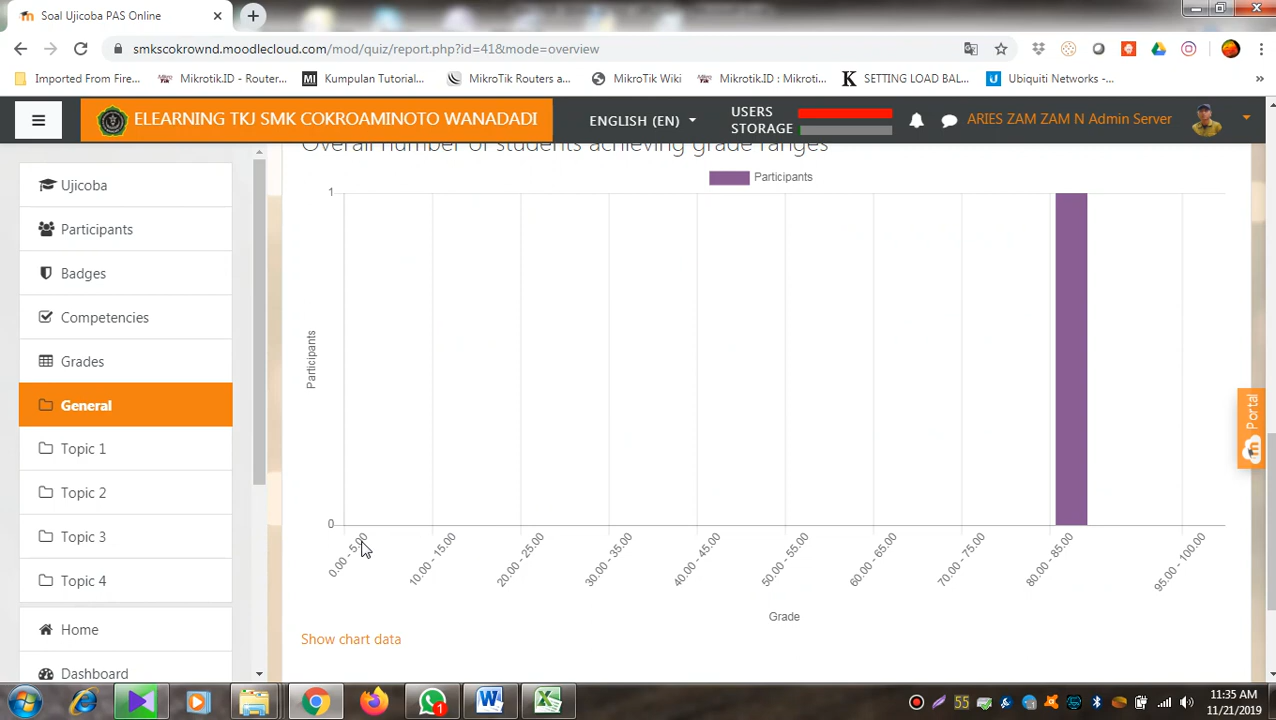 Soal Ujicoba PAS Online
smkscokrownd.moodlecloud.com/mod/quiz/report.php?id=41&mode=overview
Imported From Fire...
Mikrotik.ID - Router...
Kumpulan Tutorial...
MikroTik Routers a...
MikroTik Wiki
Mikrotik.ID : Mikroti...
SETTING LOAD BAL...
Ubiquiti Networks -...
»
ELEARNING TKJ SMK COKROAMINOTO WANADADI
ENGLISH (EN)
USERS
STORAGE
ARIES ZAM ZAM N Admin Server
Ujicoba
Participants
Badges
Competencies
Grades
General
Topic 1
Topic 2
Topic 3
Topic 4
Home
Dashboard
Overall number of students achieving grade ranges
Participants
1
Participants
0
0.00 - 5.00
10.00 - 15.00
20.00 - 25.00
30.00 - 35.00
40.00 - 45.00
50.00 - 55.00
60.00 - 65.00
70.00 - 75.00
80.00 - 85.00
95.00 - 100.00
Grade
Show chart data
Portal
1
55
11:35 AM
11/21/2019